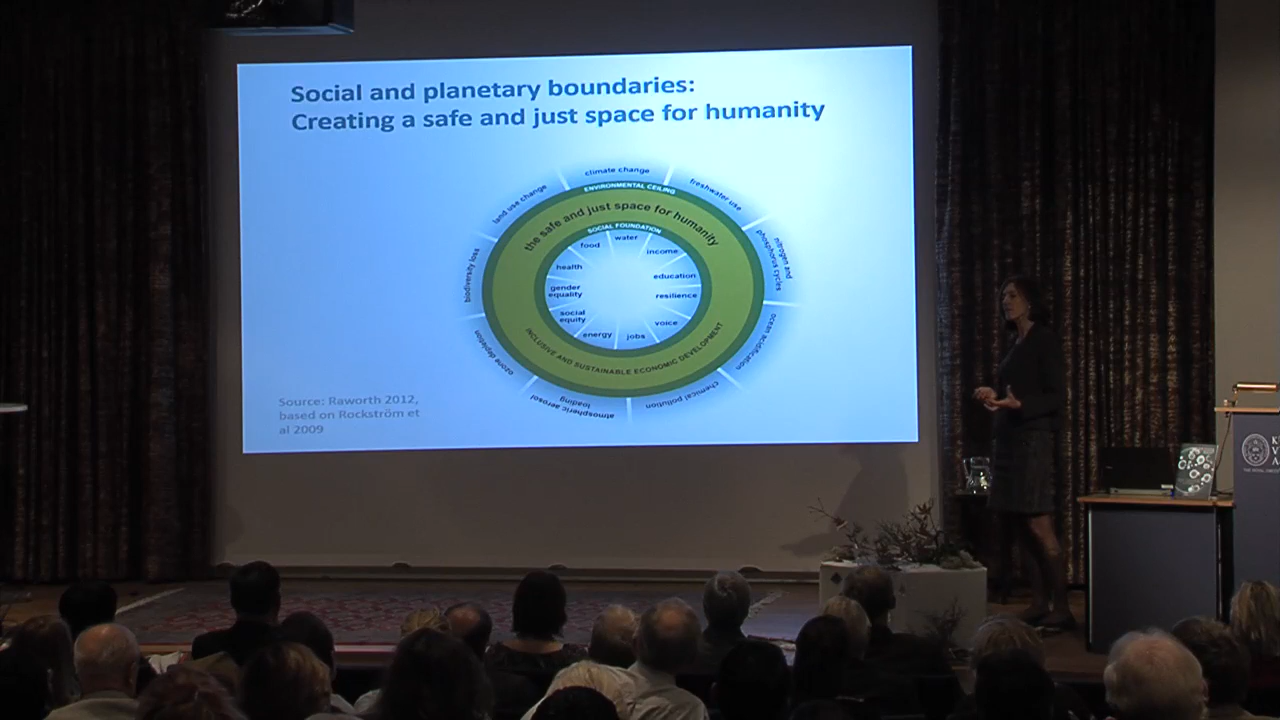 Social and planetary boundaries:
Creating a safe and just space for humanity
climate change
freshwater use
nitrogen and
phosphorus cycles
ocean acidification
chemical pollution
atmospheric aerosol
loading
ozone depletion
biodiversity loss
land use change
ENVIRONMENTAL CEILING
the safe and just space for humanity
SOCIAL FOUNDATION
water
income
education
resilience
voice
jobs
energy
social
equity
gender
equality
health
food
INCLUSIVE AND SUSTAINABLE ECONOMIC DEVELOPMENT
Source: Raworth 2012,
based on Rockström et
al 2009
K
V
A
THE ROYAL